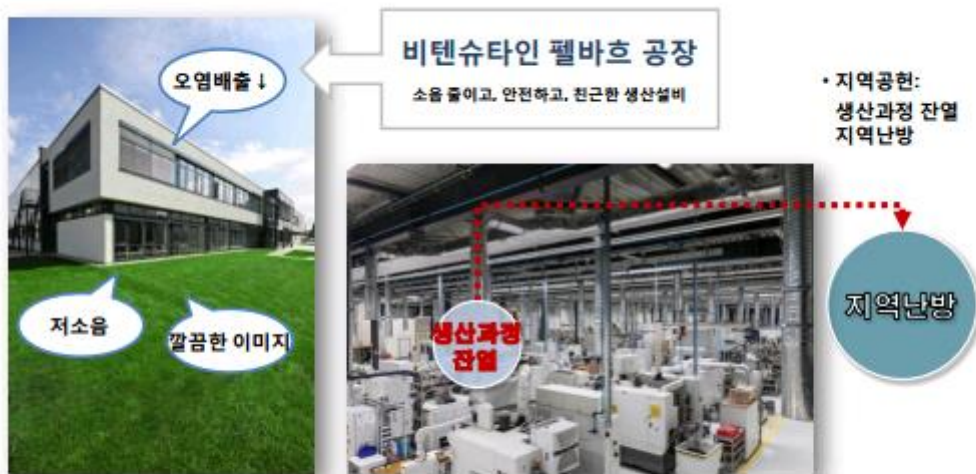 비텐슈타인 펠바흐 공장
소음 줄이고, 안전하고, 친근한 생산설비
오염배출 ↓
저소음
깔끔한 이미지
• 지역공헌:
생산과정 잔열
지역난방
생산과정
잔열
지역난방